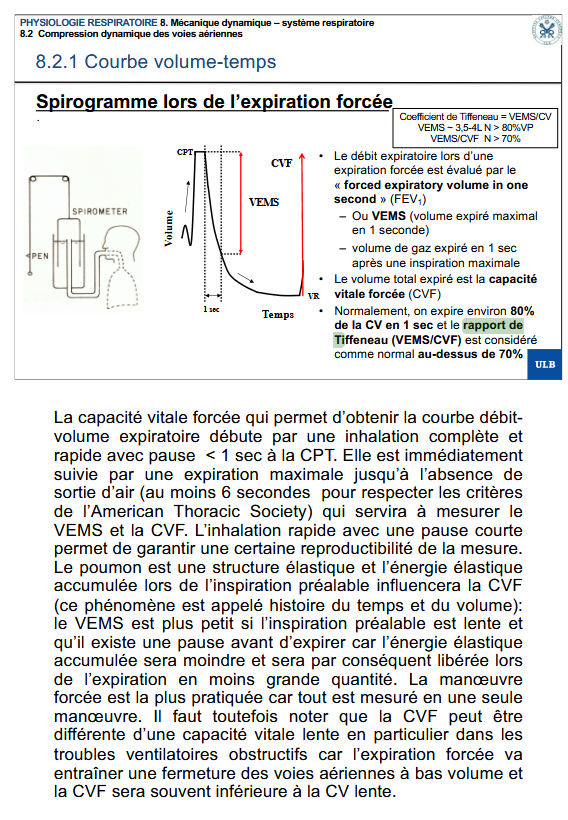 PHYSIOLOGIE RESPIRATOIRE 8. Mécanique dynamique – système respiratoire
8.2 Compression dynamique des voies aériennes
8.2.1 Courbe volume-temps
Spirogramme lors de l'expiration forcée
.
Coefficient de Tiffeneau = VEMS/CV
VEMS ~ 3,5-4L N > 80%VP
VEMS/CVF N > 70%
SPIROMETER
PEN
CPT
CVF
VEMS
Volume
VR
1 sec
Temps
• Le débit expiratoire lors d'une
expiration forcée est évalué par le
« forced expiratory volume in one
second » (FEV₁)
– Ou VEMS (volume expiré maximal
en 1 seconde)
– volume de gaz expiré en 1 sec
après une inspiration maximale
• Le volume total expiré est la capacité
vitale forcée (CVF)
• Normalement, on expire environ 80%
de la CV en 1 sec et le rapport de
Tiffeneau (VEMS/CVF) est considéré
comme normal au-dessus de 70%
ULB
La capacité vitale forcée qui permet d'obtenir la courbe débit-
volume expiratoire débute par une inhalation complète et
rapide avec pause < 1 sec à la CPT. Elle est immédiatement
suivie par une expiration maximale jusqu'à l'absence de
sortie d'air (au moins 6 secondes pour respecter les critères
de l'American Thoracic Society) qui servira à mesurer le
VEMS et la CVF. L'inhalation rapide avec une pause courte
permet de garantir une certaine reproductibilité de la mesure.
Le poumon est une structure élastique et l'énergie élastique
accumulée lors de l'inspiration préalable influencera la CVF
(ce phénomène est appelé histoire du temps et du volume):
le VEMS est plus petit si l'inspiration préalable est lente et
qu'il existe une pause avant d'expirer car l'énergie élastique
accumulée sera moindre et sera par conséquent libérée lors
de l'expiration en moins grande quantité. La manœuvre
forcée est la plus pratiquée car tout est mesuré en une seule
manœuvre. Il faut toutefois noter que la CVF peut être
différente d'une capacité vitale lente en particulier dans les
troubles ventilatoires obstructifs car l'expiration forcée va
entraîner une fermeture des voies aériennes à bas volume et
la CVF sera souvent inférieure à la CV lente.